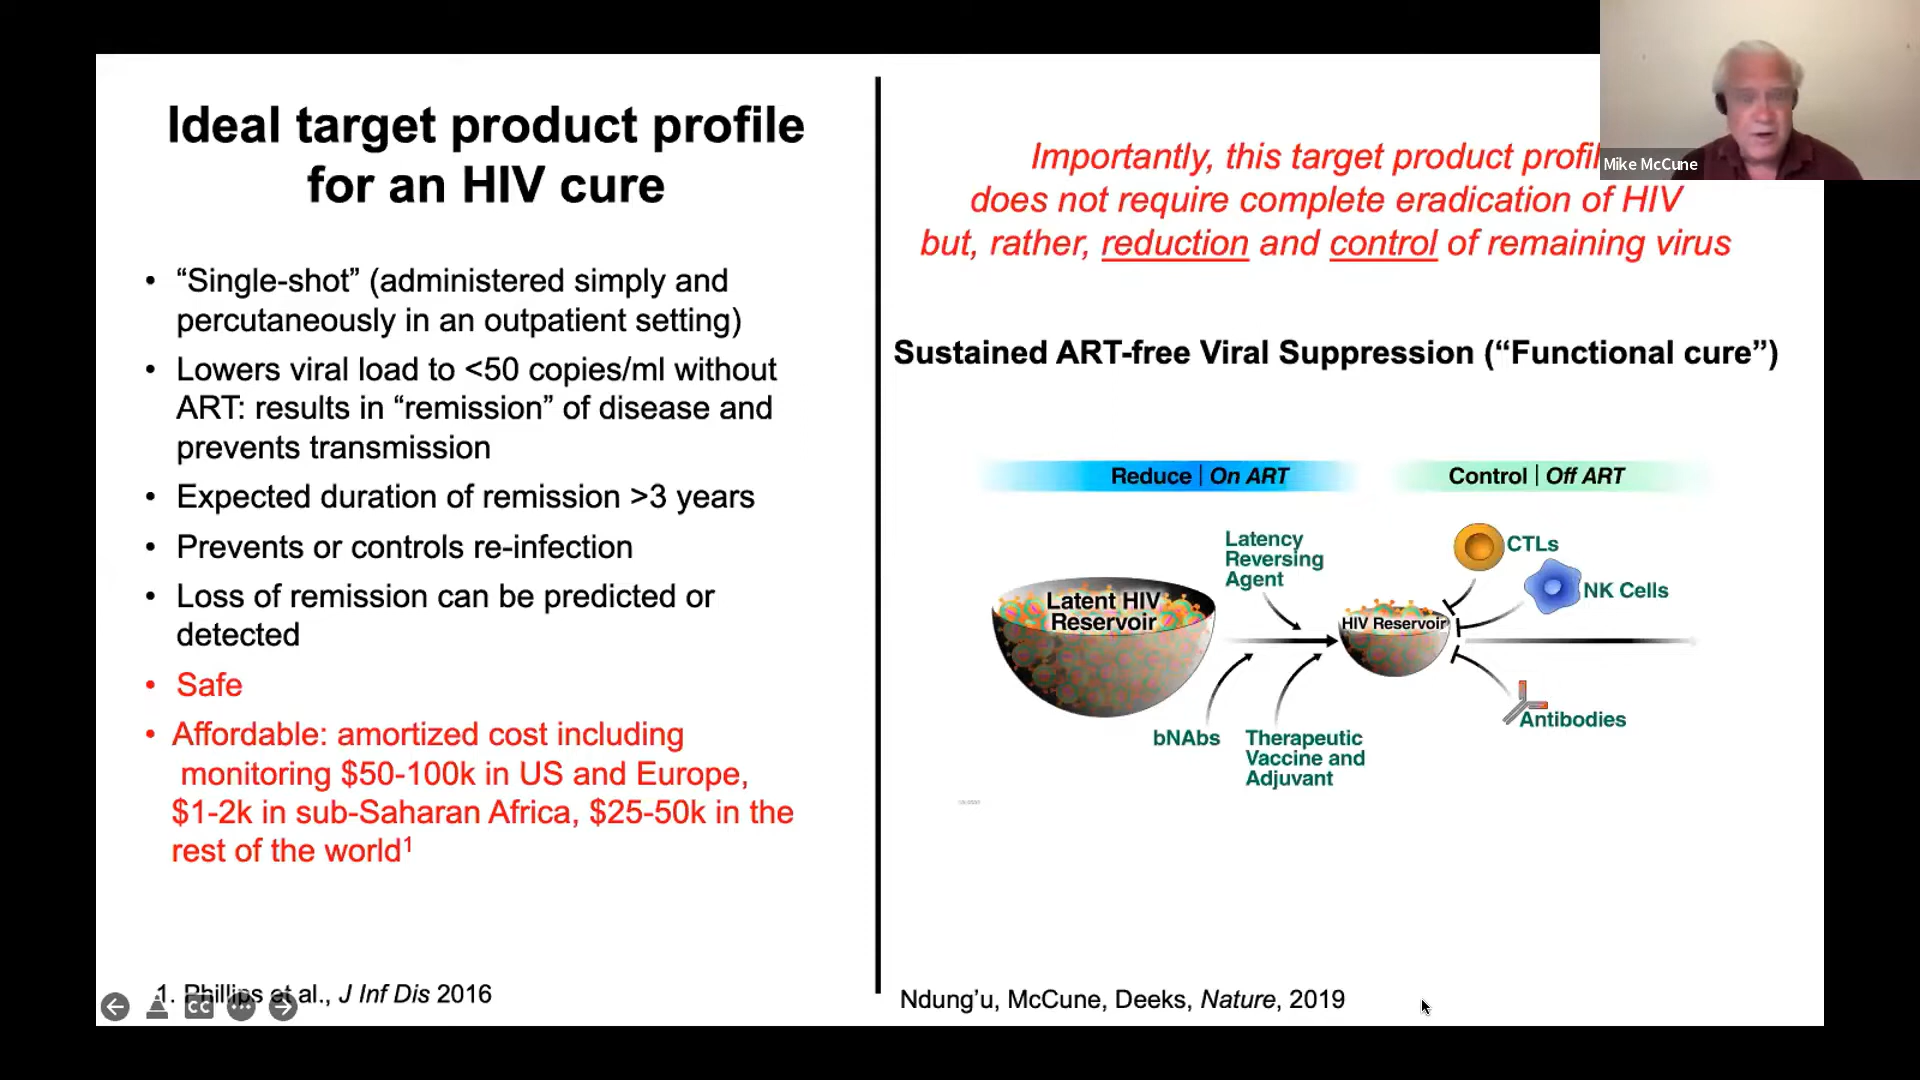 Ideal target product profile
for an HIV cure
• “Single-shot” (administered simply and
percutaneously in an outpatient setting)
• Lowers viral load to <50 copies/ml without
ART: results in “remission” of disease and
prevents transmission
• Expected duration of remission >3 years
• Prevents or controls re-infection
• Loss of remission can be predicted or
detected
• Safe
• Affordable: amortized cost including
monitoring $50-100k in US and Europe,
$1-2k in sub-Saharan Africa, $25-50k in the
rest of the world¹
1. Phillips et al., J Inf Dis 2016
CC
Importantly, this target product
does not require complete eradication of HIV
but, rather, reduction and control of remaining virus
Sustained ART-free Viral Suppression (“Functional cure”)
Reduce | On ART
Control | Off ART
Latency
Reversing
Agent
CTLs
NK Cells
Latent HIV
Reservoir
HIV Reservoir
bNAbs
Therapeutic
Vaccine and
Adjuvant
Antibodies
Ndung’u, McCune, Deeks, Nature, 2019
Mike McCune